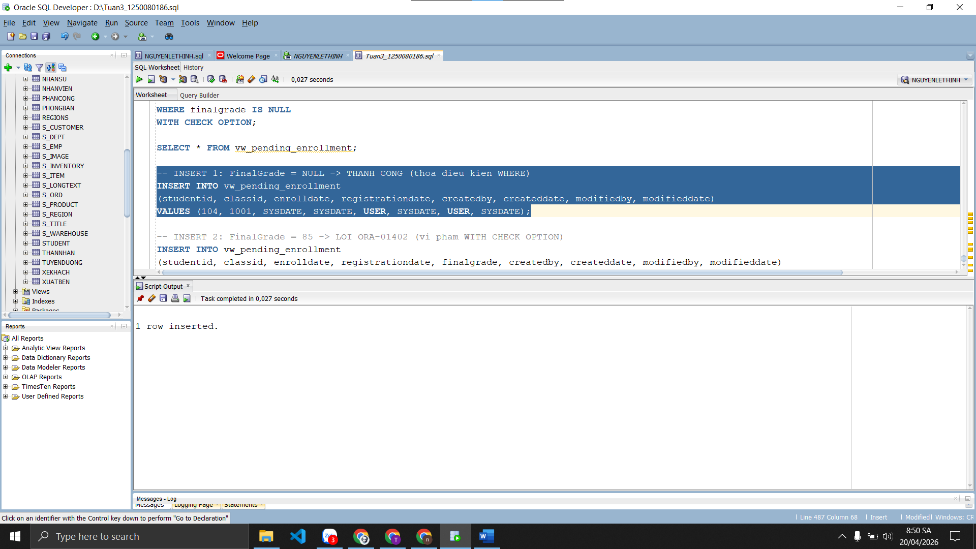 Oracle SQL Developer : D:\Tuan3_1250080186.sql
File Edit View Navigate Run Source Team Tools Window Help
Connections
NHANSU
NHANVIEN
PHANCONG
PHONGBAN
REGIONS
S_CUSTOMER
S_DEPT
S_EMP
S_IMAGE
S_INVENTORY
S_ITEM
S_LONGTEXT
S_ORD
S_PRODUCT
S_REGION
S_TITLE
S_WAREHOUSE
STUDENT
THANNHAN
TUYENDUONG
XEKHACH
XUATBEN
Views
Indexes
Packages
Reports
All Reports
Analytic View Reports
Data Dictionary Reports
Data Modeler Reports
OLAP Reports
TimesTen Reports
User Defined Reports
NGUYENLETHINH.sql Welcome Page NGUYENLETHINH Tuan3_1250080186.sql
SQL Worksheet History
0,027 seconds
NGUYENLETHINH
Worksheet Query Builder
WHERE finalgrade IS NULL
WITH CHECK OPTION;
SELECT * FROM vw_pending_enrollment;
-- INSERT 1: FinalGrade = NULL -> THANH CONG (thoa dieu kien WHERE)
INSERT INTO vw_pending_enrollment
(studentid, classid, enrolldate, registrationdate, createdby, createddate, modifiedby, modifieddate)
VALUES (104, 1001, SYSDATE, SYSDATE, USER, SYSDATE, USER, SYSDATE);
-- INSERT 2: FinalGrade = 85 -> LOI ORA-01402 (vi pham WITH CHECK OPTION)
INSERT INTO vw_pending_enrollment
(studentid, classid, enrolldate, registrationdate, finalgrade, createdby, createddate, modifiedby, modifieddate)
Script Output
Task completed in 0,027 seconds
1 row inserted.
Messages - Log
Messages Logging Page Statements
Click on an identifier with the Control key down to perform "Go to Declaration"
Line 487 Column 68 Insert Modified Windows: CF
Type here to search
8:50 SA
20/04/2026